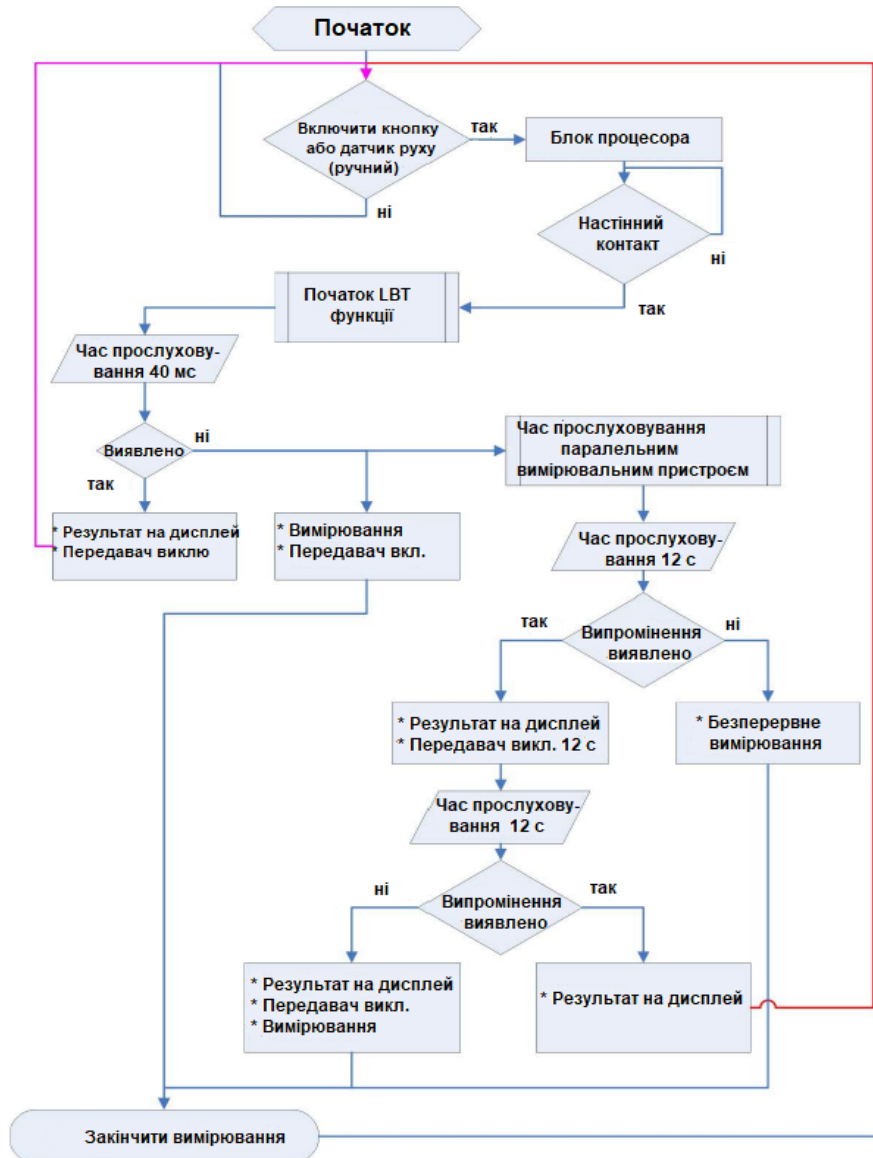 Початок
Включити кнопку
або датчик руху
(ручний)
так
ні
Блок процесора
Настінний
контакт
ні
так
Початок LBT
функції
Час прослухову-
вання 40 мс
Виявлено
ні
так
Час прослуховування
паралельним
вимірювальним пристроєм
* Результат на дисплей
* Передавач виклю
* Вимірювання
* Передавач вкл.
Час прослухову-
вання 12 с
так
ні
Випромінення
виявлено
* Результат на дисплей
* Передавач викл. 12 с
* Безперервне
вимірювання
Час прослухову-
вання 12 с
ні
так
Випромінення
виявлено
* Результат на дисплей
* Передавач викл.
* Вимірювання
* Результат на дисплей
Закінчити вимірювання